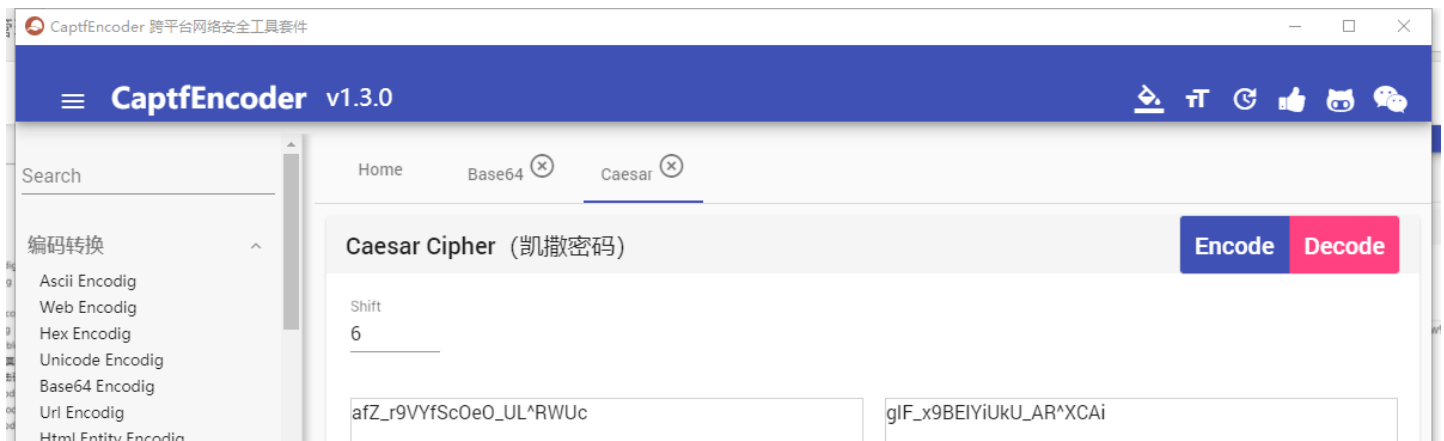 CaptfEncoder 跨平台网络安全工具套件
CaptfEncoder v1.3.0
Search
编码转换
Ascii Encodig
Web Encodig
Hex Encodig
Unicode Encodig
Base64 Encodig
Url Encodig
Html Entity Encodig
Home Base64 Caesar
Caesar Cipher（凯撒密码） Encode Decode
Shift
6
afZ_r9VYfScOeO_UL^RWUc glF_x9BEIYiUkU_AR^XCAi